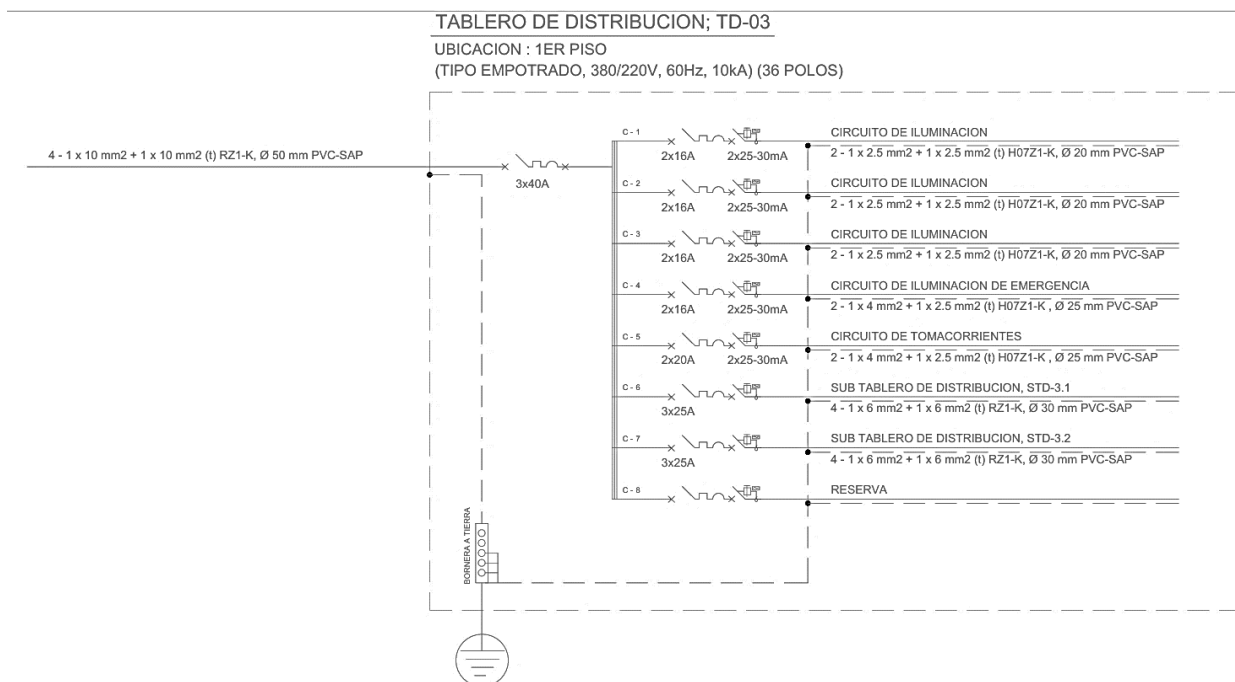 TABLERO DE DISTRIBUCION; TD-03
UBICACION : 1ER PISO
(TIPO EMPOTRADO, 380/220V, 60Hz, 10kA) (36 POLOS)
4 - 1 x 10 mm2 + 1 x 10 mm2 (t) RZ1-K, Ø 50 mm PVC-SAP
3x40A
C - 1
2x16A
2x25-30mA
CIRCUITO DE ILUMINACION
2 - 1 x 2.5 mm2 + 1 x 2.5 mm2 (t) H07Z1-K, Ø 20 mm PVC-SAP
C - 2
2x16A
2x25-30mA
CIRCUITO DE ILUMINACION
2 - 1 x 2.5 mm2 + 1 x 2.5 mm2 (t) H07Z1-K, Ø 20 mm PVC-SAP
C - 3
2x16A
2x25-30mA
CIRCUITO DE ILUMINACION
2 - 1 x 2.5 mm2 + 1 x 2.5 mm2 (t) H07Z1-K, Ø 20 mm PVC-SAP
C - 4
2x16A
2x25-30mA
CIRCUITO DE ILUMINACION DE EMERGENCIA
2 - 1 x 4 mm2 + 1 x 2.5 mm2 (t) H07Z1-K , Ø 25 mm PVC-SAP
C - 5
2x20A
2x25-30mA
CIRCUITO DE TOMACORRIENTES
2 - 1 x 4 mm2 + 1 x 2.5 mm2 (t) H07Z1-K , Ø 25 mm PVC-SAP
C - 6
3x25A
SUB TABLERO DE DISTRIBUCION, STD-3.1
4 - 1 x 6 mm2 + 1 x 6 mm2 (t) RZ1-K, Ø 30 mm PVC-SAP
C - 7
3x25A
SUB TABLERO DE DISTRIBUCION, STD-3.2
4 - 1 x 6 mm2 + 1 x 6 mm2 (t) RZ1-K, Ø 30 mm PVC-SAP
C - 8
RESERVA
BORNERA A TIERRA